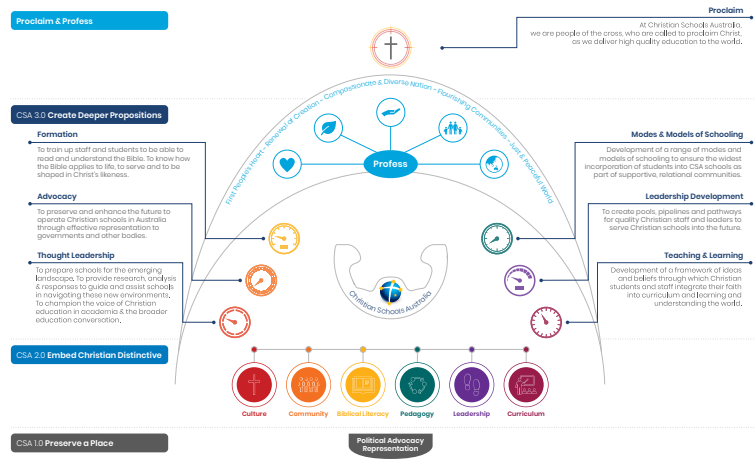 Proclaim & Profess
Proclaim
At Christian Schools Australia,
we are people of the cross, who are called to proclaim Christ,
as we deliver high quality education to the world.
First People's Heart - Renewal of Creation - Compassionate & Diverse Nation - Flourishing Communities - Just & Peaceful World
Profess
CSA 3.0 Create Deeper Propositions
Formation
To train up staff and students to be able to
read and understand the Bible. To know how
the Bible applies to life, to serve and to be
shaped in Christ's likeness.
Advocacy
To preserve and enhance the future to
operate Christian schools in Australia
through effective representation to
governments and other bodies.
Thought Leadership
To prepare schools for the emerging
landscape. To provide research, analysis
& responses to guide and assist schools
in navigating these new environments.
To champion the voice of Christian
education in academia & the broader
education conversation.
Modes & Models of Schooling
Development of a range of modes and
models of schooling to ensure the widest
incorporation of students into CSA schools as
part of supportive, relational communities.
Leadership Development
To create pools, pipelines and pathways
for quality Christian staff and leaders to
serve Christian schools into the future.
Teaching & Learning
Development of a framework of ideas
and beliefs through which Christian
students and staff integrate their faith
into curriculum and learning and
understanding the world.
Christian Schools Australia
CSA 2.0 Embed Christian Distinctive
Culture
Community
Biblical Literacy
Pedagogy
Leadership
Curriculum
CSA 1.0 Preserve a Place
Political Advocacy
Representation